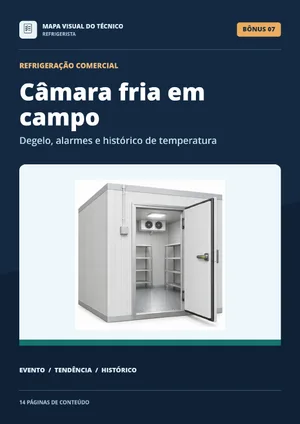 MAPA VISUAL DO TÉCNICO
REFRIGERISTA
BÔNUS 07
REFRIGERAÇÃO COMERCIAL
Câmara fria em
campo
Degelo, alarmes e histórico de temperatura
EVENTO / TENDÊNCIA / HISTÓRICO
14 PÁGINAS DE CONTEÚDO